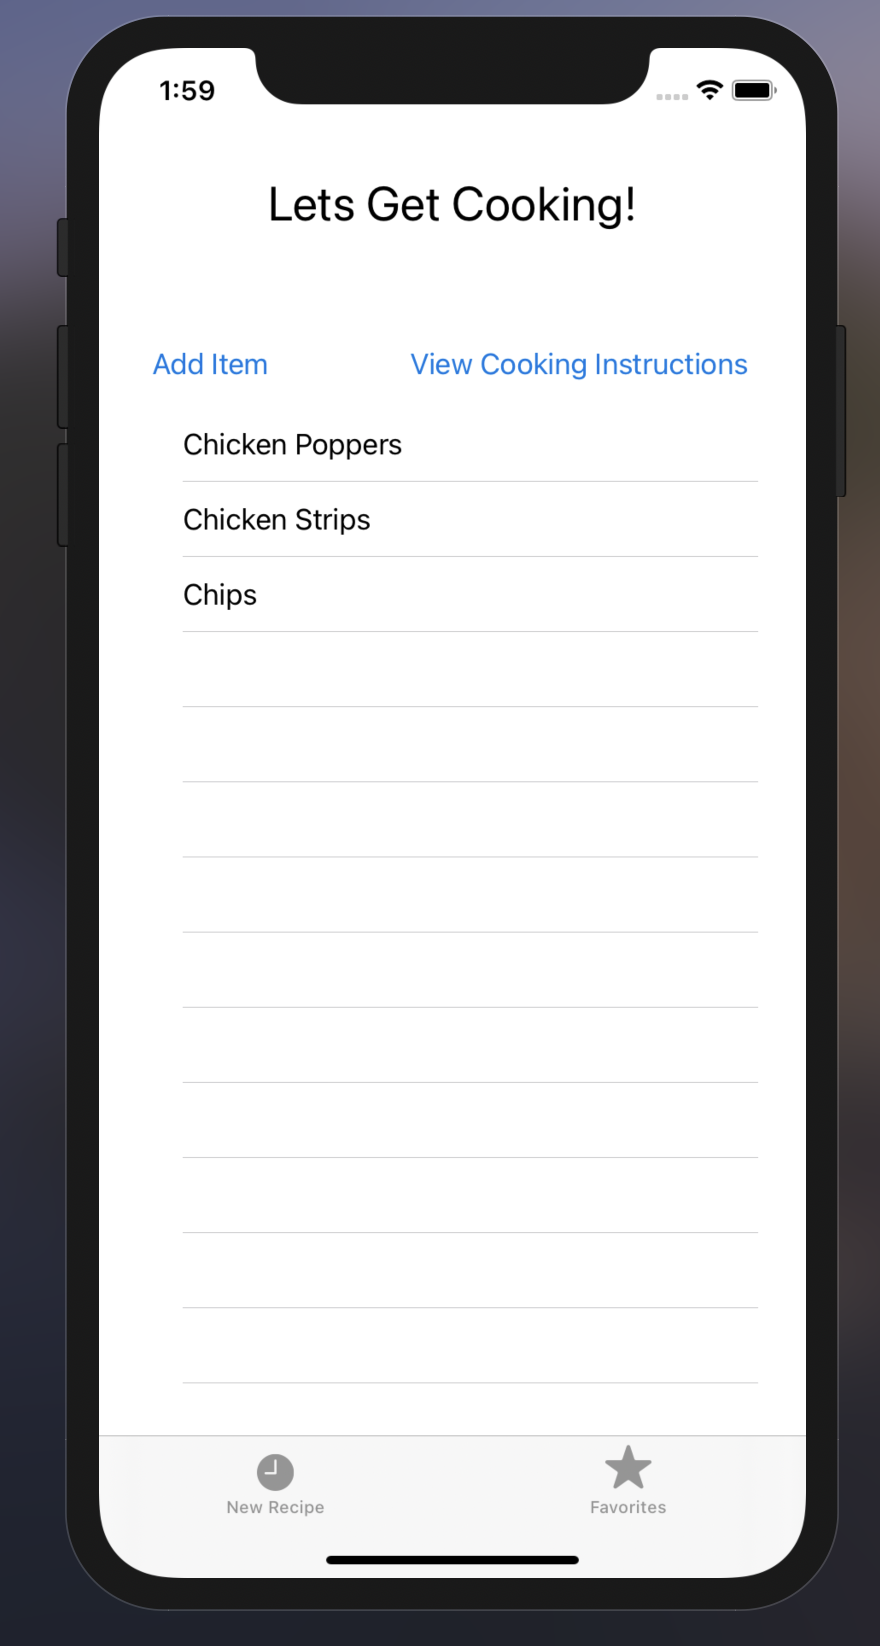 1:59
Lets Get Cooking!
Add Item View Cooking Instructions
Chicken Poppers
Chicken Strips
Chips
New Recipe Favorites